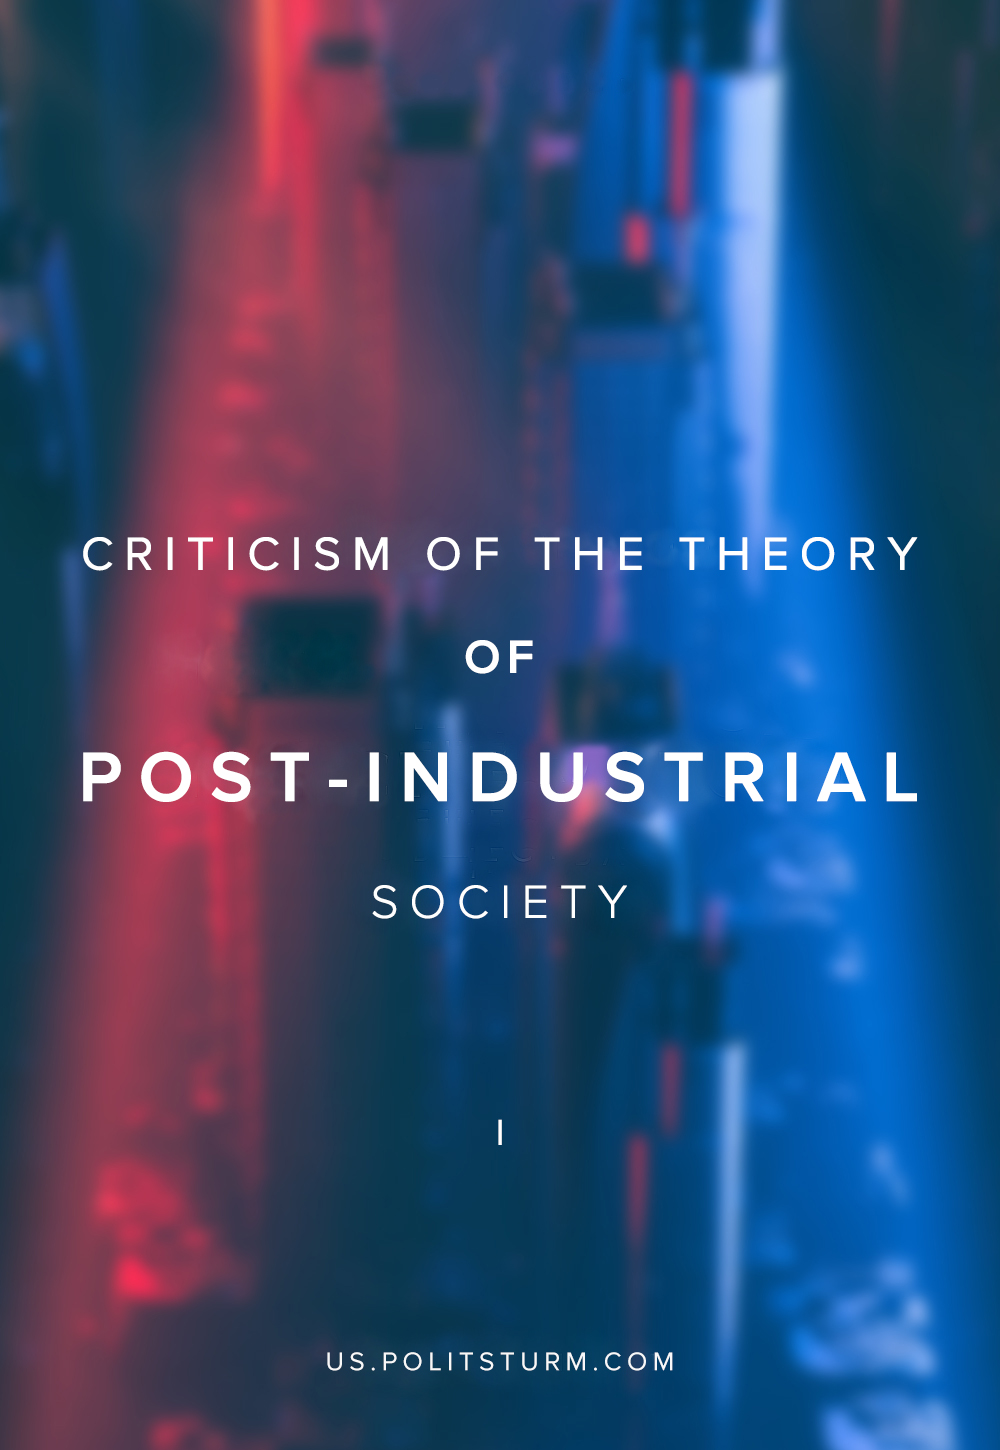 CRITICISM OF THE THEORY
OF
POST-INDUSTRIAL
SOCIETY
I
US.POLITSTURM.COM